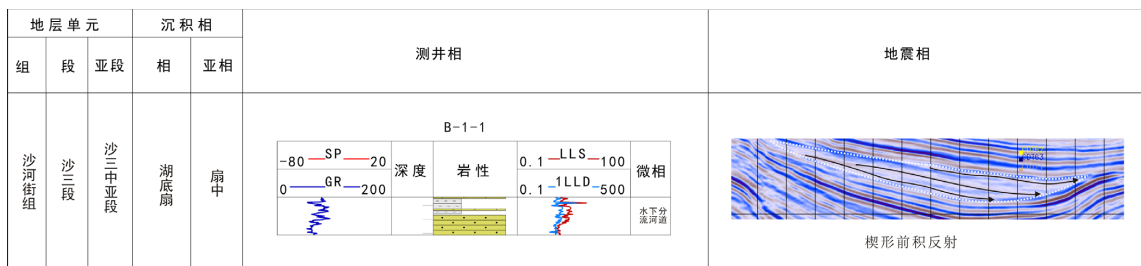 地层单元 沉积相 测井相 地震相
组 段 亚段 相 亚相
沙河街组 沙三段 沙三中亚段 湖底扇 扇中
B-1-1
-80 SP 20 深度 岩性 0.1 LLS 100 微相
0 GR 200 0.1 1LLD 500
水下分流河道
楔形前积反射